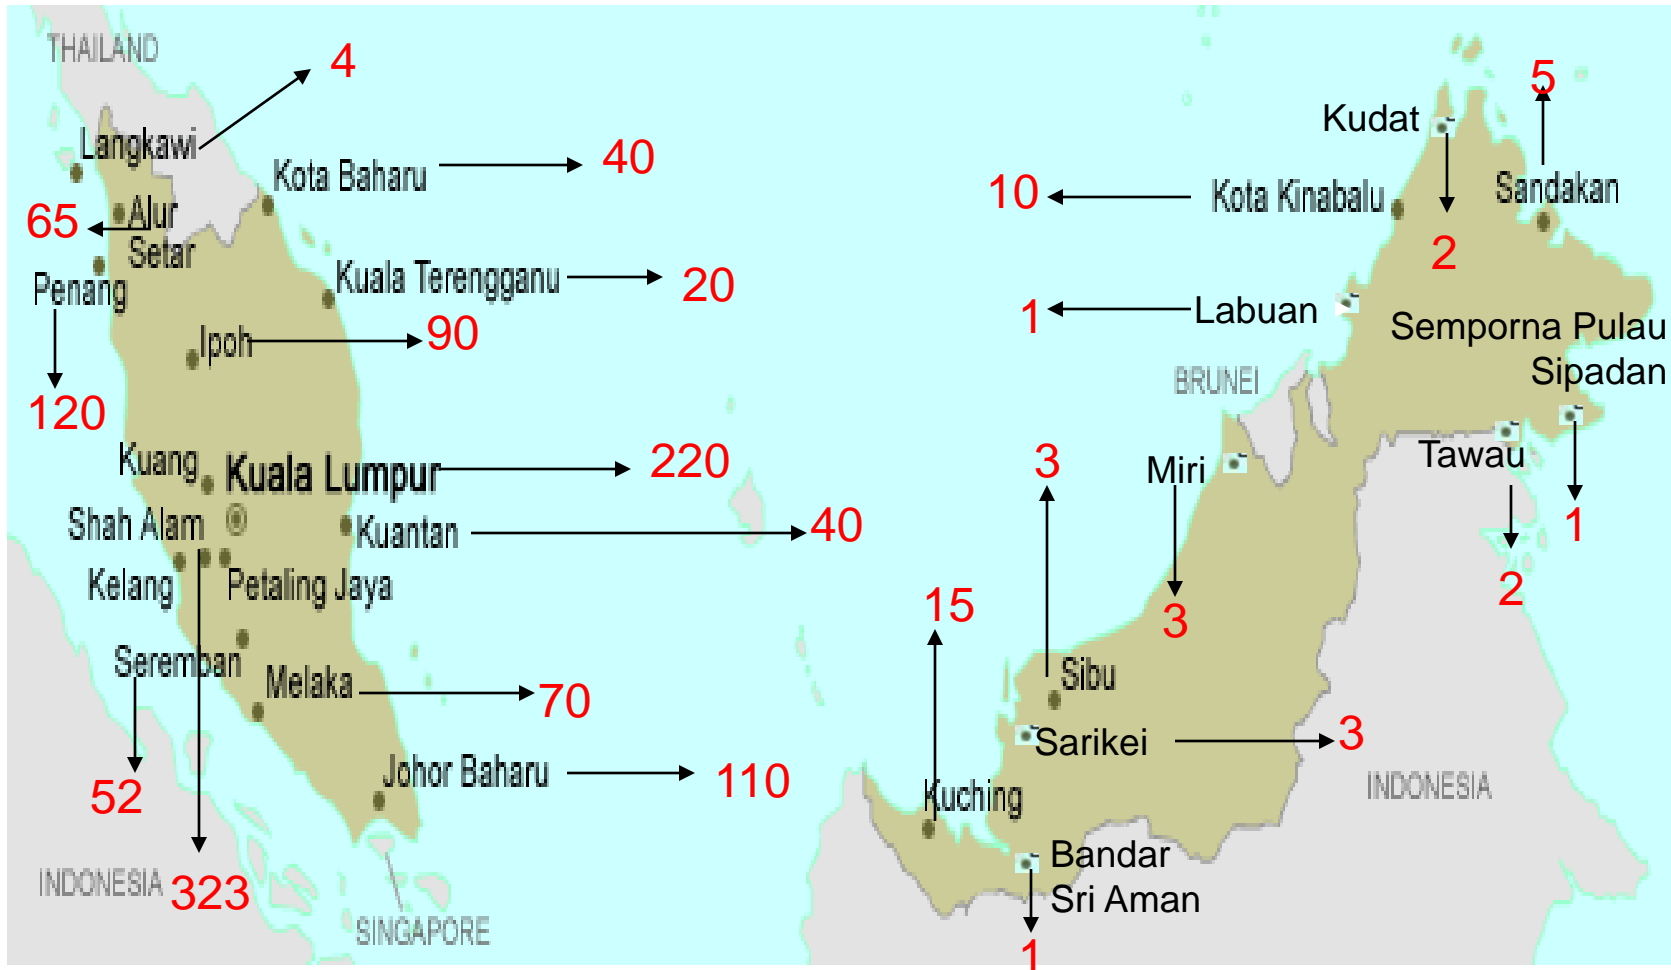 THAILAND
4
Langkawi
Kota Baharu
40
65
Alur
Setar
Penang
Kuala Terengganu
20
Ipoh
90
120
Kuang
Kuala Lumpur
220
Shah Alam
Kuantan
40
Kelang
Petaling Jaya
Seremban
Melaka
70
52
Johor Baharu
110
INDONESIA
323
SINGAPORE
5
Kudat
Sandakan
10
Kota Kinabalu
2
1
Labuan
Semporna Pulau
Sipadan
BRUNEI
3
Miri
Tawau
1
2
15
3
Sibu
Sarikei
3
Kuching
INDONESIA
Bandar
Sri Aman
1